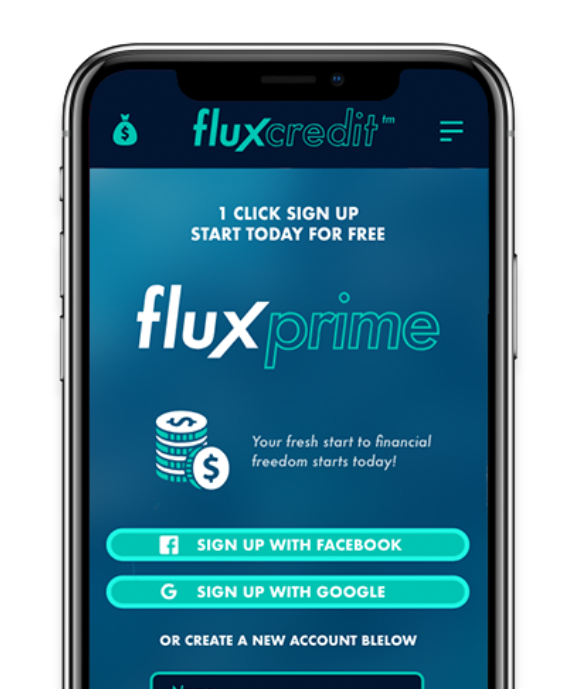 fluxcredit™
1 CLICK SIGN UP
START TODAY FOR FREE
fluxprime
Your fresh start to financial
freedom starts today!
SIGN UP WITH FACEBOOK
SIGN UP WITH GOOGLE
OR CREATE A NEW ACCOUNT BLELOW